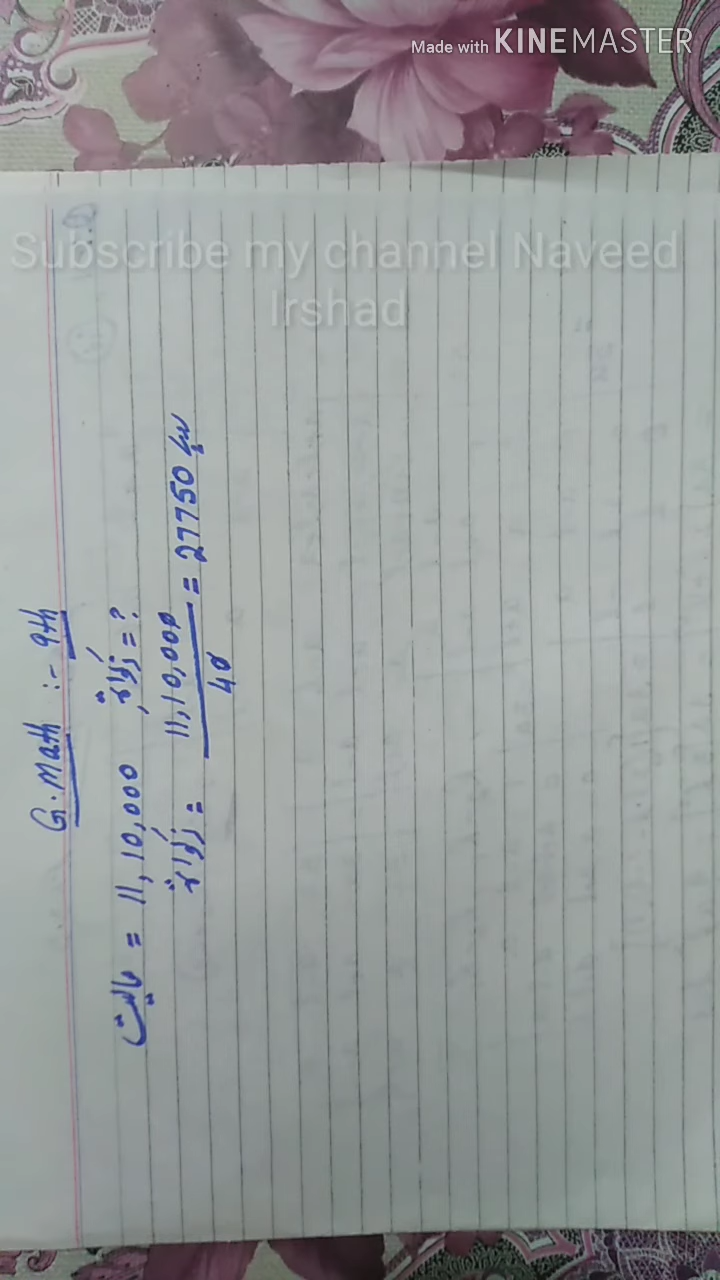 Made with KINEMASTER
Subscribe my channel Naveed
Irshad
G. Math :- 9th
مالیت = 11,10,000 , زکوٰۃ = ?
زکوٰۃ = 11,10,000 / 40 = 27750